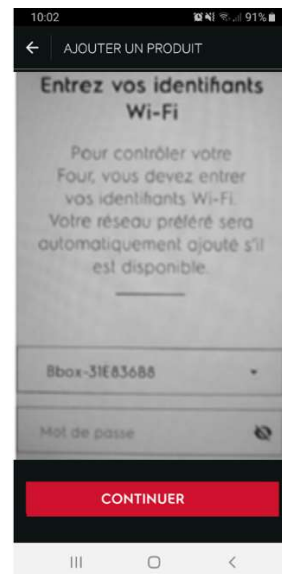 10:02
91%
AJOUTER UN PRODUIT
Entrez vos identifiants
Wi-Fi
Pour contrôler votre
Four, vous devez entrer
vos identifiants Wi-Fi.
Votre réseau préféré sera
automatiquement ajouté s'il
est disponible.
Bbox-31E836B8
Mot de passe
CONTINUER